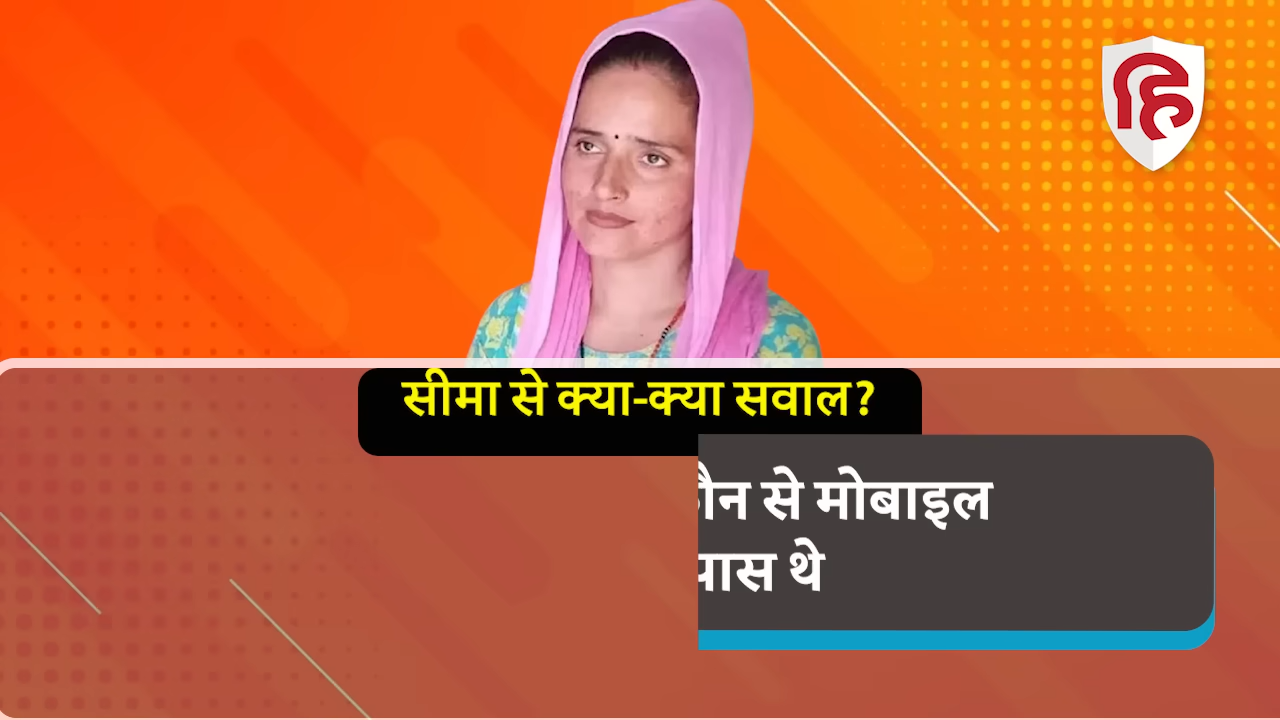 हि
सीमा से क्या-क्या सवाल?
से मोबाइल
थे